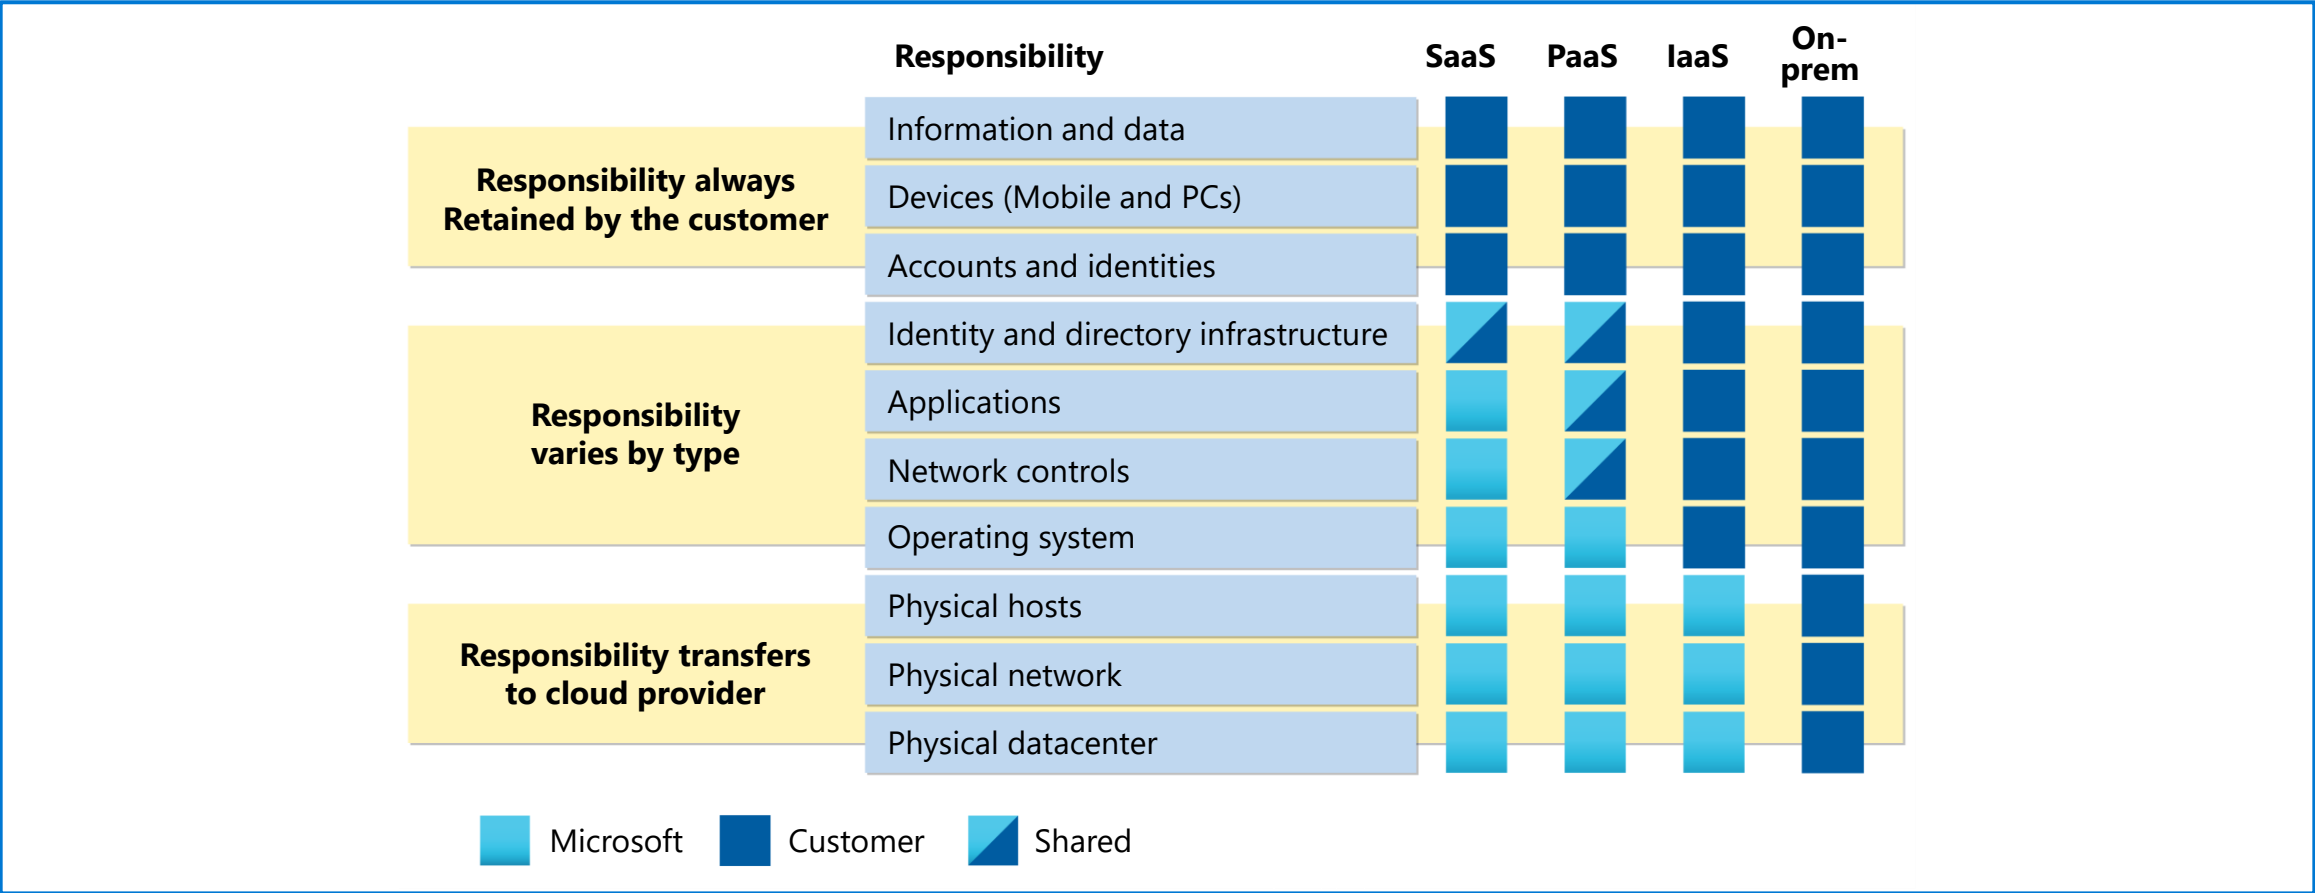 Responsibility SaaS PaaS IaaS On-
prem
Information and data
Devices (Mobile and PCs)
Accounts and identities
Responsibility always
Retained by the customer
Identity and directory infrastructure
Applications
Network controls
Operating system
Responsibility
varies by type
Physical hosts
Physical network
Physical datacenter
Responsibility transfers
to cloud provider
Microsoft Customer Shared